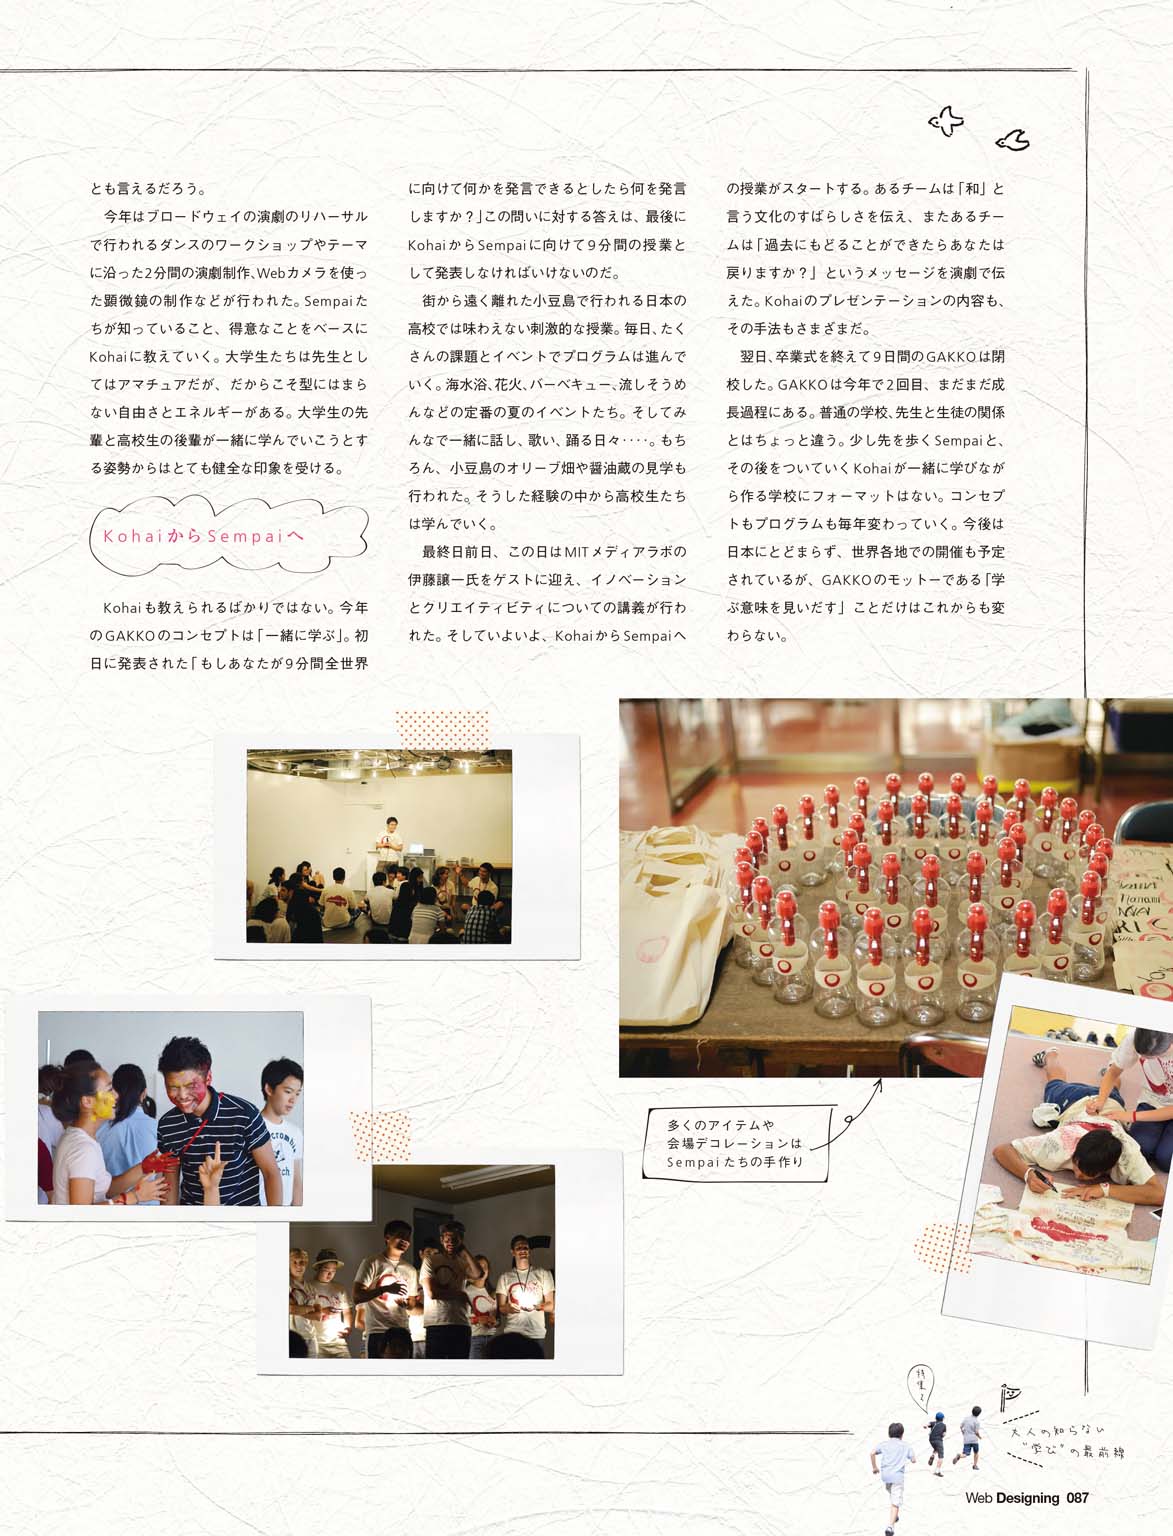 とも言えるだろう。
　今年はブロードウェイの演劇のリハーサル
で行われるダンスのワークショップやテーマ
に沿った2分間の演劇制作、Webカメラを使っ
た顕微鏡の制作などが行われた。Sempaiた
ちが知っていること、得意なことをベースに
Kohaiに教えていく。大学生たちは先生とし
てはアマチュアだが、だからこそ型にはまら
ない自由さとエネルギーがある。大学生の先
輩と高校生の後輩が一緒に学んでいこうとす
る姿勢からはとても健全な印象を受ける。
KohaiからSempaiへ
　Kohaiも教えられるばかりではない。今年
のGAKKOのコンセプトは「一緒に学ぶ」。初
日に発表された「もしあなたが9分間全世界
に向けて何かを発言できるとしたら何を発言
しますか？」この問いに対する答えは、最後に
KohaiからSempaiに向けて9分間の授業と
して発表しなければいけないのだ。
　街から遠く離れた小豆島で行われる日本の
高校では味わえない刺激的な授業。毎日、たく
さんの課題とイベントでプログラムは進んで
いく。海水浴、花火、バーベキュー、流しそうめ
んなどの定番の夏のイベントたち。そしてみ
んなで一緒に話し、歌い、踊る日々‥‥。もち
ろん、小豆島のオリーブ畑や醤油蔵の見学も
行われた。そうした経験の中から高校生たち
は学んでいく。
　最終日前日、この日はMITメディアラボの
伊藤譲一氏をゲストに迎え、イノベーション
とクリエイティビティについての講義が行わ
れた。そしていよいよ、KohaiからSempaiへ
の授業がスタートする。あるチームは「和」と
言う文化のすばらしさを伝え、またあるチー
ムは「過去にもどることができたらあなたは
戻りますか？」というメッセージを演劇で伝
えた。Kohaiのプレゼンテーションの内容も、
その手法もさまざまだ。
　翌日、卒業式を終えて9日間のGAKKOは閉
校した。GAKKOは今年で2回目、まだまだ成
長過程にある。普通の学校、先生と生徒の関係
とはちょっと違う。少し先を歩くSempaiと、
その後をついていくKohaiが一緒に学びなが
ら作る学校にフォーマットはない。コンセプ
トもプログラムも毎年変わっていく。今後は
日本にとどまらず、世界各地での開催も予定
されているが、GAKKOのモットーである「学
ぶ意味を見いだす」ことだけはこれからも変
わらない。
多くのアイテムや
会場デコレーションは
Sempaiたちの手作り
特集2
大人の知らない
"学び"の最前線
Web Designing 087